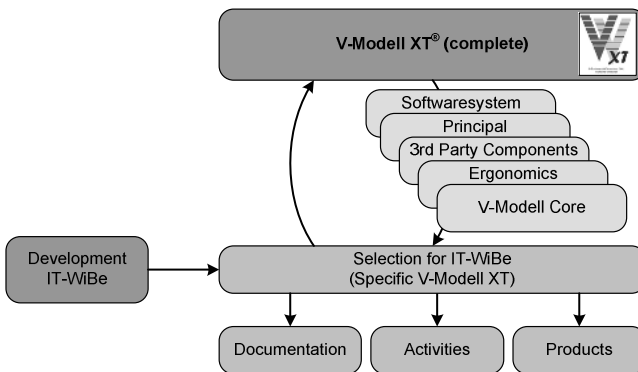 V-Modell XT® (complete)
XT
Softwaresystem
Principal
3rd Party Components
Ergonomics
V-Modell Core
Development
IT-WiBe
Selection for IT-WiBe
(Specific V-Modell XT)
Documentation
Activities
Products